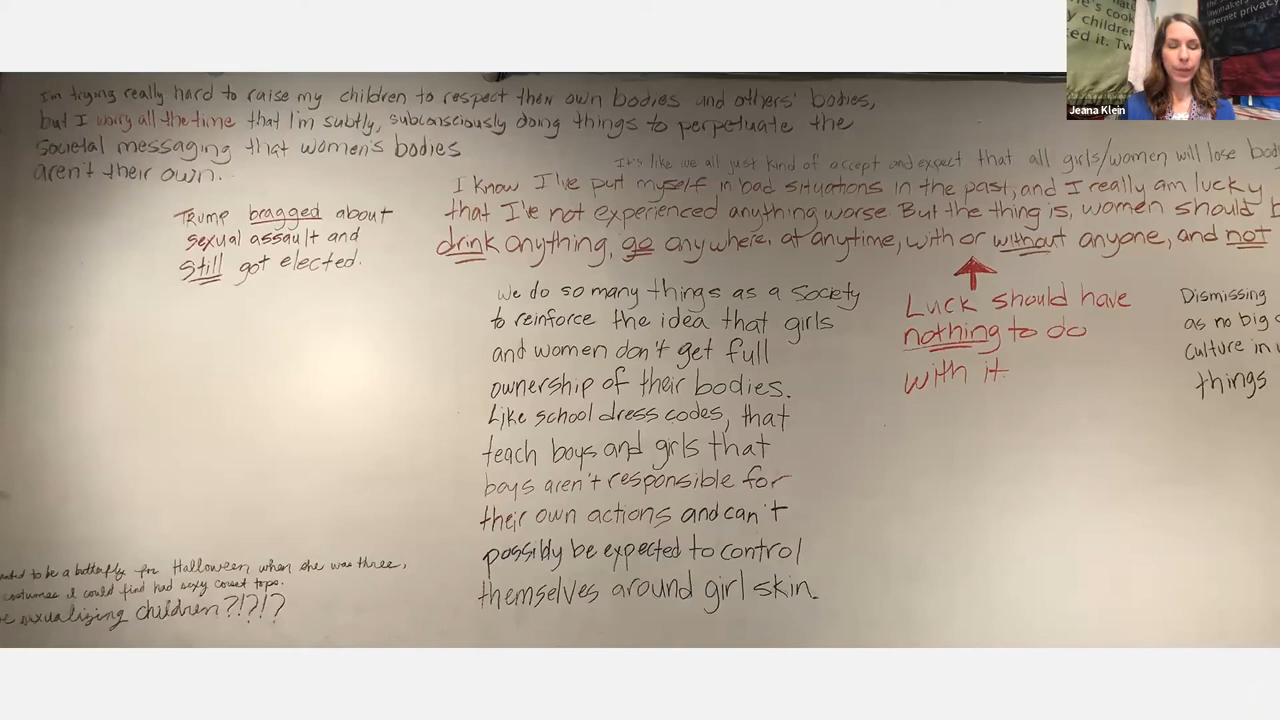 I'm trying really hard to raise my children to respect their own bodies and others' bodies,
but I worry all the time that I'm subtly, subconsciously doing things to perpetuate the
societal messaging that women's bodies
aren't their own.
It's like we all just kind of accept and expect that all girls/women will lose
I know I've put myself in bad situations in the past, and I really am lucky
that I've not experienced anything worse. But the thing is, women should
drink anything, go anywhere, at anytime, with or without anyone, and not
Trump bragged about
sexual assault and
still got elected.
We do so many things as a society
to reinforce the idea that girls
and women don't get full
ownership of their bodies.
Like school dress codes, that
teach boys and girls that
boys aren't responsible for
their own actions and can't
possibly be expected to control
themselves around girl skin.
Luck should have
nothing to do
with it.
Dismissing
as no big
culture in
things
to be a butterfly for Halloween when she was three,
costumes I could find had sexy corset tops.
sexualizing children?!?!?
e's cook
y children
ed it. Tw
lawmakers
internet privacy
Jeana Klein